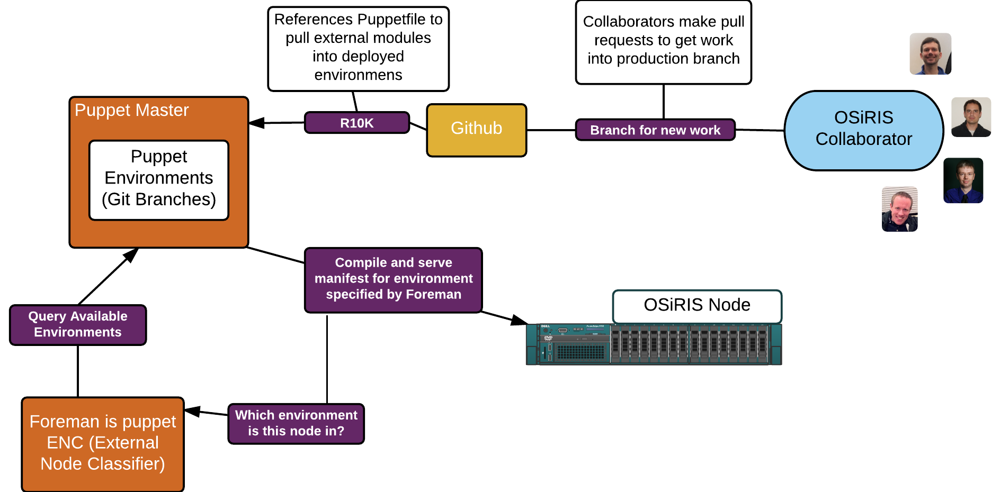 References Puppetfile to
pull external modules
into deployed
environmens
Collaborators make pull
requests to get work
into production branch
Puppet Master
R10K
Github
Branch for new work
OSiRIS
Collaborator
Puppet
Environments
(Git Branches)
Compile and serve
manifest for environment
specified by Foreman
OSiRIS Node
DELL
DVD
Query Available
Environments
Which environment
is this node in?
Foreman is puppet
ENC (External
Node Classifier)